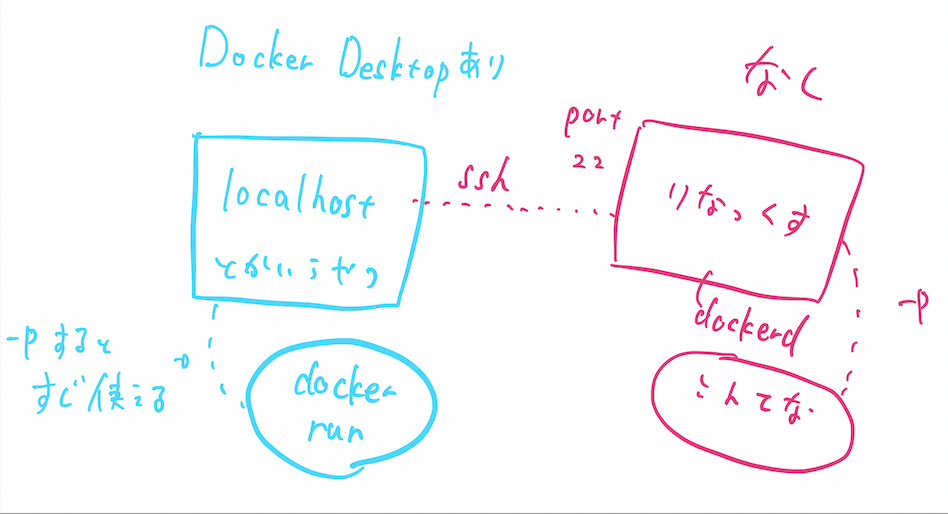 Docker Desktopあり
なし
port
22
ssh
localhost
とかいうやつ
りなっくす
-p
dockerd
-pすると
すぐ使える
-p
docker
run
こんてな